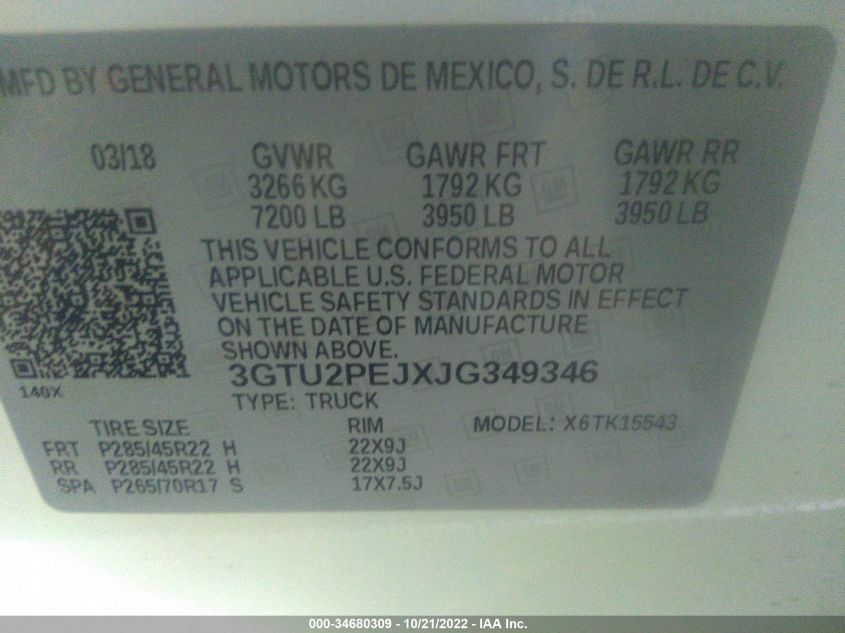 MFD BY GENERAL MOTORS DE MEXICO, S. DE R.L. DE C.V.
03/18 GVWR GAWR FRT GAWR RR
3266 KG 1792 KG 1792 KG
7200 LB 3950 LB 3950 LB
THIS VEHICLE CONFORMS TO ALL
APPLICABLE U.S. FEDERAL MOTOR
VEHICLE SAFETY STANDARDS IN EFFECT
ON THE DATE OF MANUFACTURE
SHOWN ABOVE.
3GTU2PEJXJG349346
140X
TYPE: TRUCK
TIRE SIZE RIM MODEL: X6TK15543
FRT P285/45R22 H 22X9J
RR P285/45R22 H 22X9J
SPA P265/70R17 S 17X7.5J
000-34680309 - 10/21/2022 - IAA Inc.